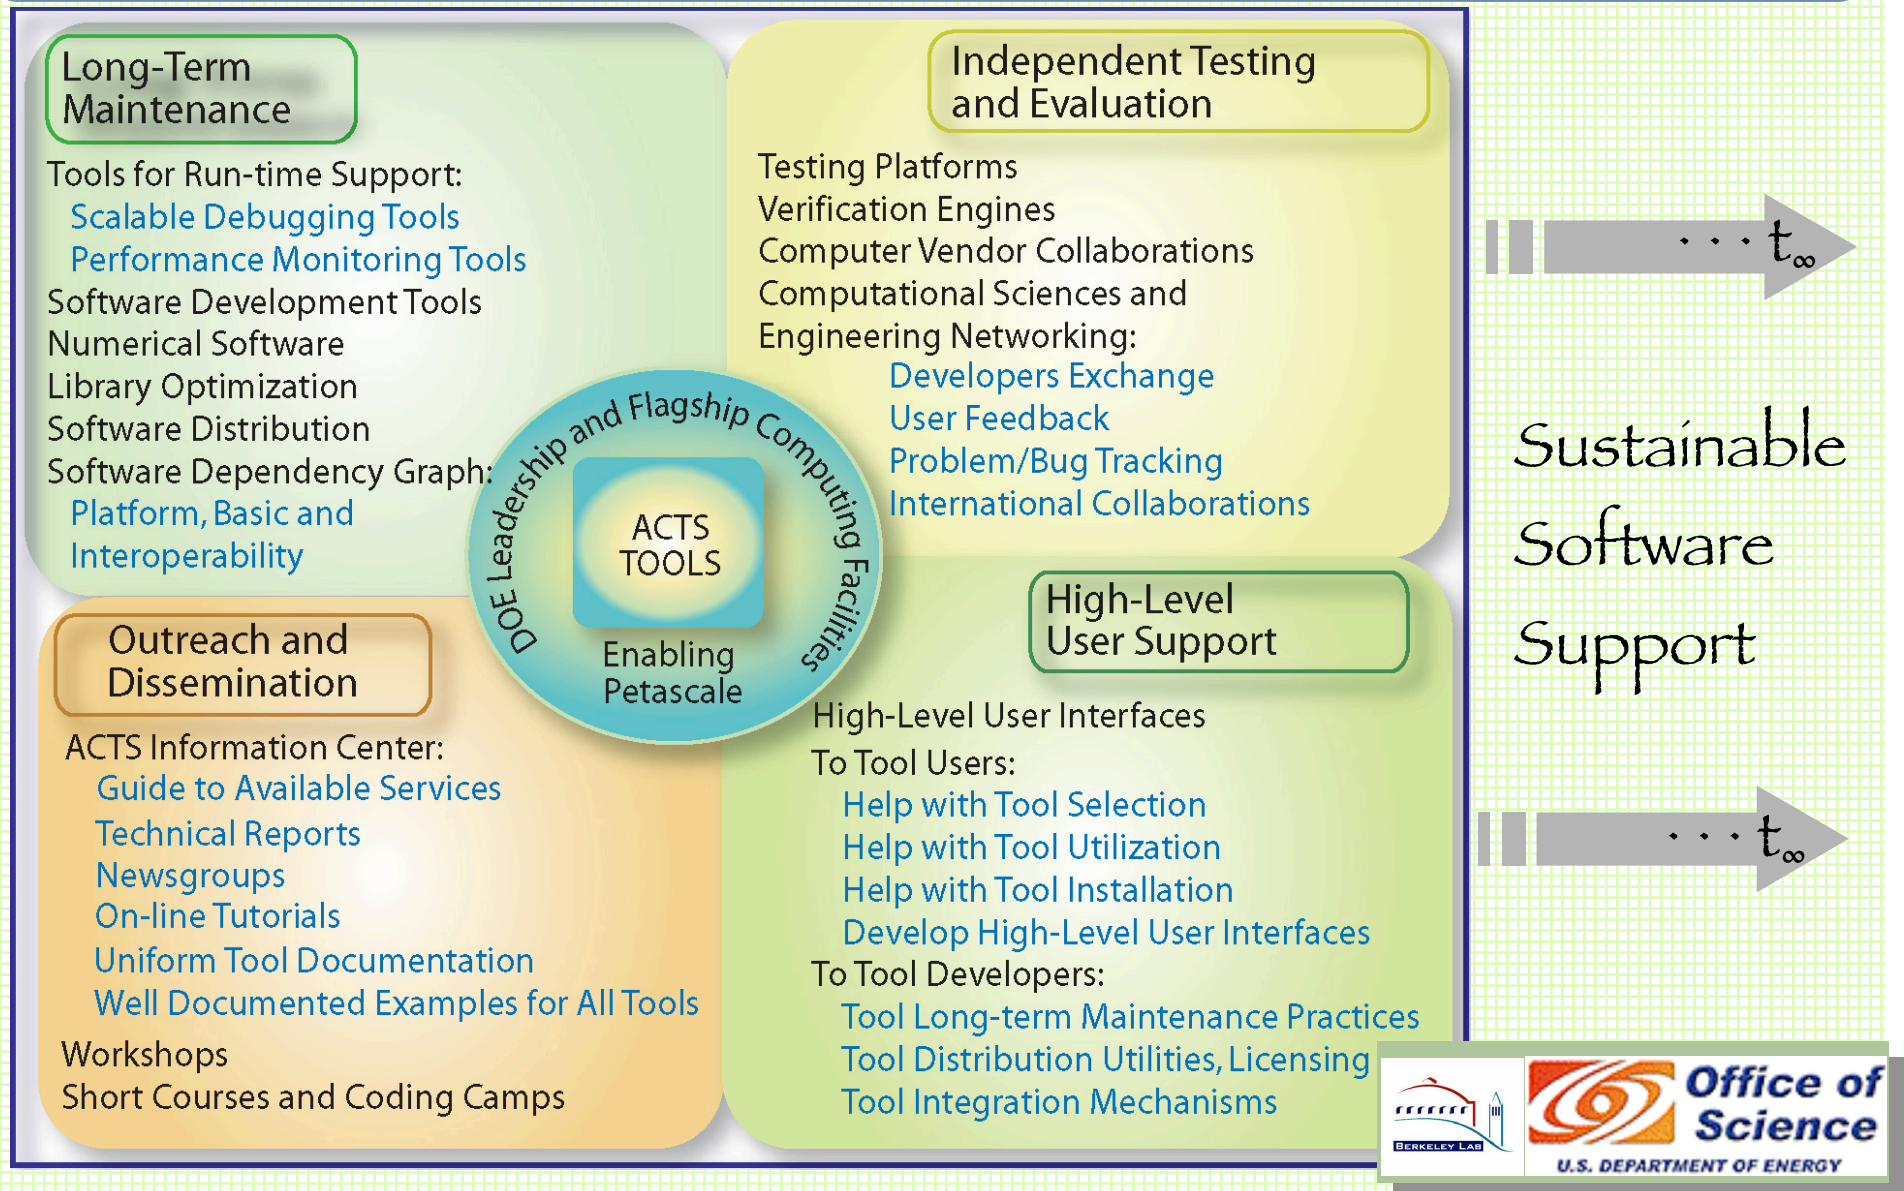 Long-Term
Maintenance
Tools for Run-time Support:
Scalable Debugging Tools
Performance Monitoring Tools
Software Development Tools
Numerical Software
Library Optimization
Software Distribution
Software Dependency Graph:
Platform, Basic and
Interoperability
Independent Testing
and Evaluation
Testing Platforms
Verification Engines
Computer Vendor Collaborations
Computational Sciences and
Engineering Networking:
Developers Exchange
User Feedback
Problem/Bug Tracking
International Collaborations
DOE Leadership and Flagship Computing Facilities
ACTS
TOOLS
Enabling
Petascale
Outreach and
Dissemination
ACTS Information Center:
Guide to Available Services
Technical Reports
Newsgroups
On-line Tutorials
Uniform Tool Documentation
Well Documented Examples for All Tools
Workshops
Short Courses and Coding Camps
High-Level
User Support
High-Level User Interfaces
To Tool Users:
Help with Tool Selection
Help with Tool Utilization
Help with Tool Installation
Develop High-Level User Interfaces
To Tool Developers:
Tool Long-term Maintenance Practices
Tool Distribution Utilities, Licensing
Tool Integration Mechanisms
. . . t∞
Sustainable
Software
Support
. . . t∞
BERKELEY LAB
Office of
Science
U.S. DEPARTMENT OF ENERGY